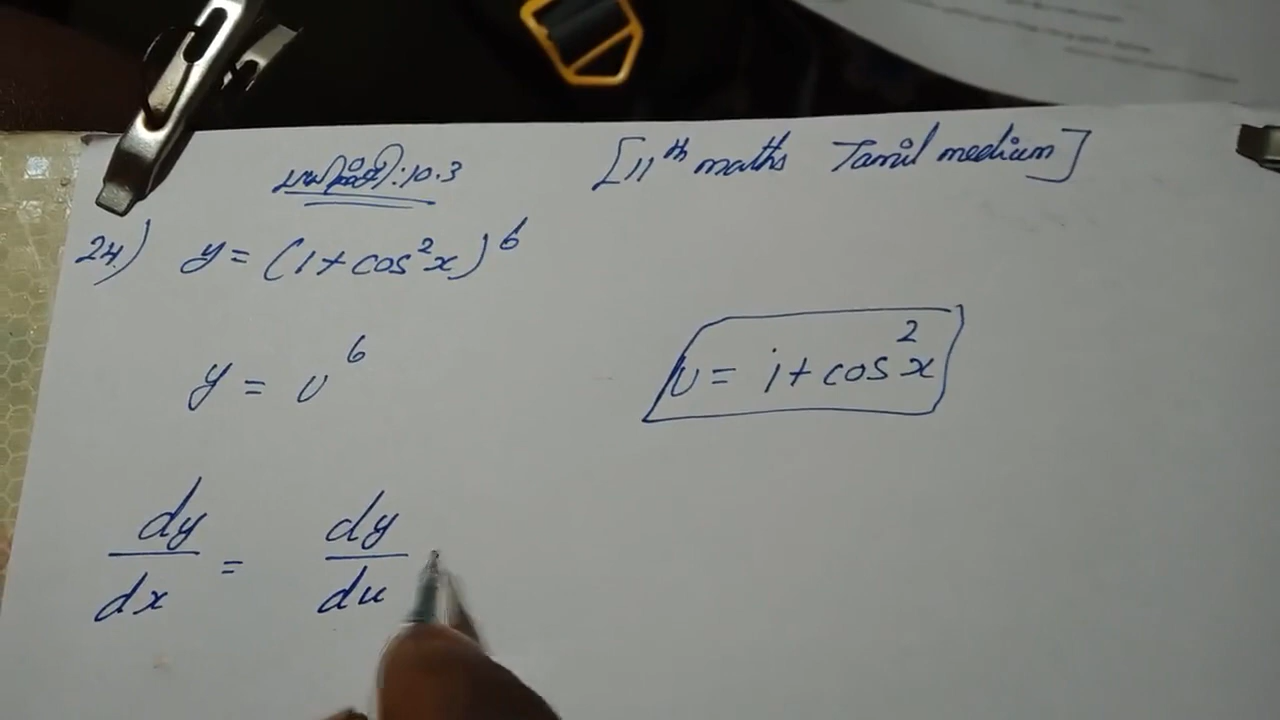 பயிற்சி: 10.3 [11th maths Tamil medium]
24.) y = (1 + cos²x)⁶
y = u⁶ u = 1 + cos²x
dy/dx = dy/du